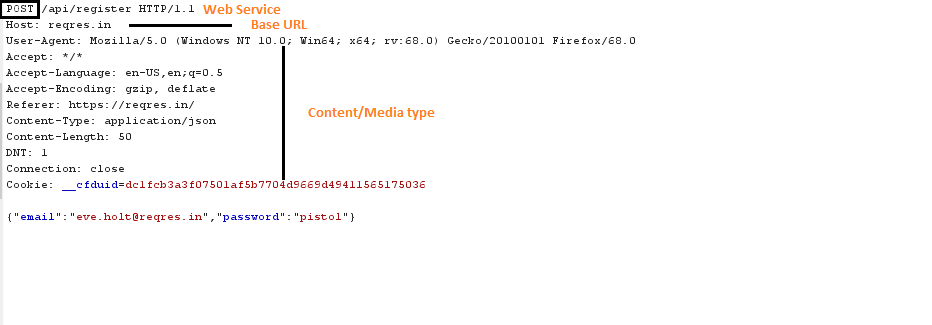 POST /api/register HTTP/1.1 Web Service
Host: reqres.in Base URL
User-Agent: Mozilla/5.0 (Windows NT 10.0; Win64; x64; rv:68.0) Gecko/20100101 Firefox/68.0
Accept: */*
Accept-Language: en-US,en;q=0.5
Accept-Encoding: gzip, deflate
Referer: https://reqres.in/
Content/Media type
Content-Type: application/json
Content-Length: 50
DNT: 1
Connection: close
Cookie: __cfduid=dc1fcb3a3f07501af5b7704d9669d49411565175036
{"email":"eve.holt@reqres.in","password":"pistol"}